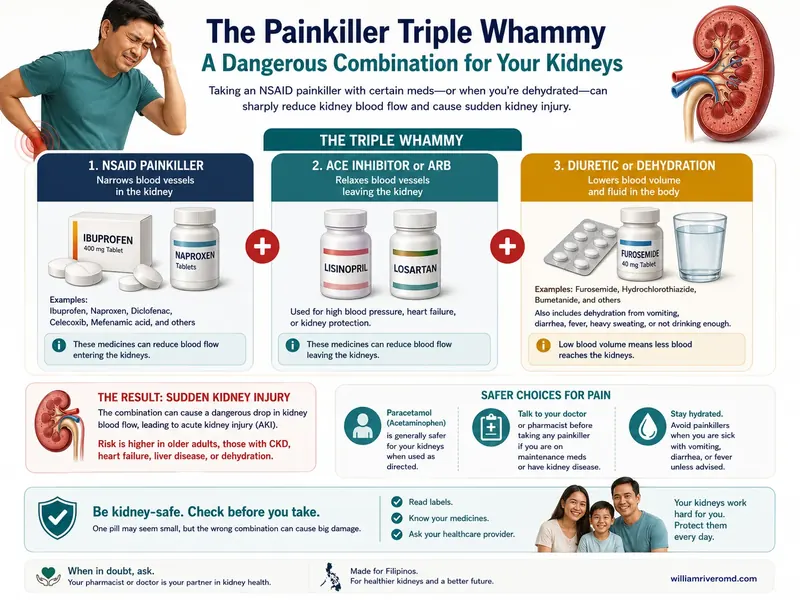 The Painkiller Triple Whammy
A Dangerous Combination for Your Kidneys
Taking an NSAID painkiller with certain meds—or when you're dehydrated—can
sharply reduce kidney blood flow and cause sudden kidney injury.
THE TRIPLE WHAMMY
1. NSAID PAINKILLER
Narrows blood vessels
in the kidney
IBUPROFEN
400 mg Tablet
NAPROXEN
Tablets
Examples:
Ibuprofen, Naproxen, Diclofenac,
Celecoxib, Mefenamic acid, and others
These medicines can reduce blood flow
entering the kidneys.
+
2. ACE INHIBITOR or ARB
Relaxes blood vessels
leaving the kidney
LISINOPRIL
LOSARTAN
Used for high blood pressure, heart failure,
or kidney protection.
These medicines can reduce blood flow
leaving the kidneys.
+
3. DIURETIC or DEHYDRATION
Lowers blood volume
and fluid in the body
FUROSEMIDE
40 mg Tablet
Examples: Furosemide, Hydrochlorothiazide,
Bumetanide, and others
Also includes dehydration from vomiting,
diarrhea, fever, heavy sweating, or not drinking enough.
Low blood volume means less blood
reaches the kidneys.
THE RESULT: SUDDEN KIDNEY INJURY
The combination can cause a dangerous drop in kidney
blood flow, leading to acute kidney injury (AKI).
Risk is higher in older adults, those with CKD,
heart failure, liver disease, or dehydration.
SAFER CHOICES FOR PAIN
Paracetamol
(Acetaminophen)
is generally safer
for your kidneys
when used as
directed.
Talk to your doctor
or pharmacist before
taking any painkiller
if you are on
maintenance meds
or have kidney disease.
Stay hydrated.
Avoid painkillers
when you are sick
with vomiting,
diarrhea, or fever
unless advised.
Be kidney-safe. Check before you take.
One pill may seem small, but the wrong combination can cause big damage.
Read labels.
Know your medicines.
Ask your healthcare provider.
Your kidneys work
hard for you.
Protect them
every day.
When in doubt, ask.
Your pharmacist or doctor is your partner in kidney health.
Made for Filipinos.
For healthier kidneys and a better future.
williamriveromd.com